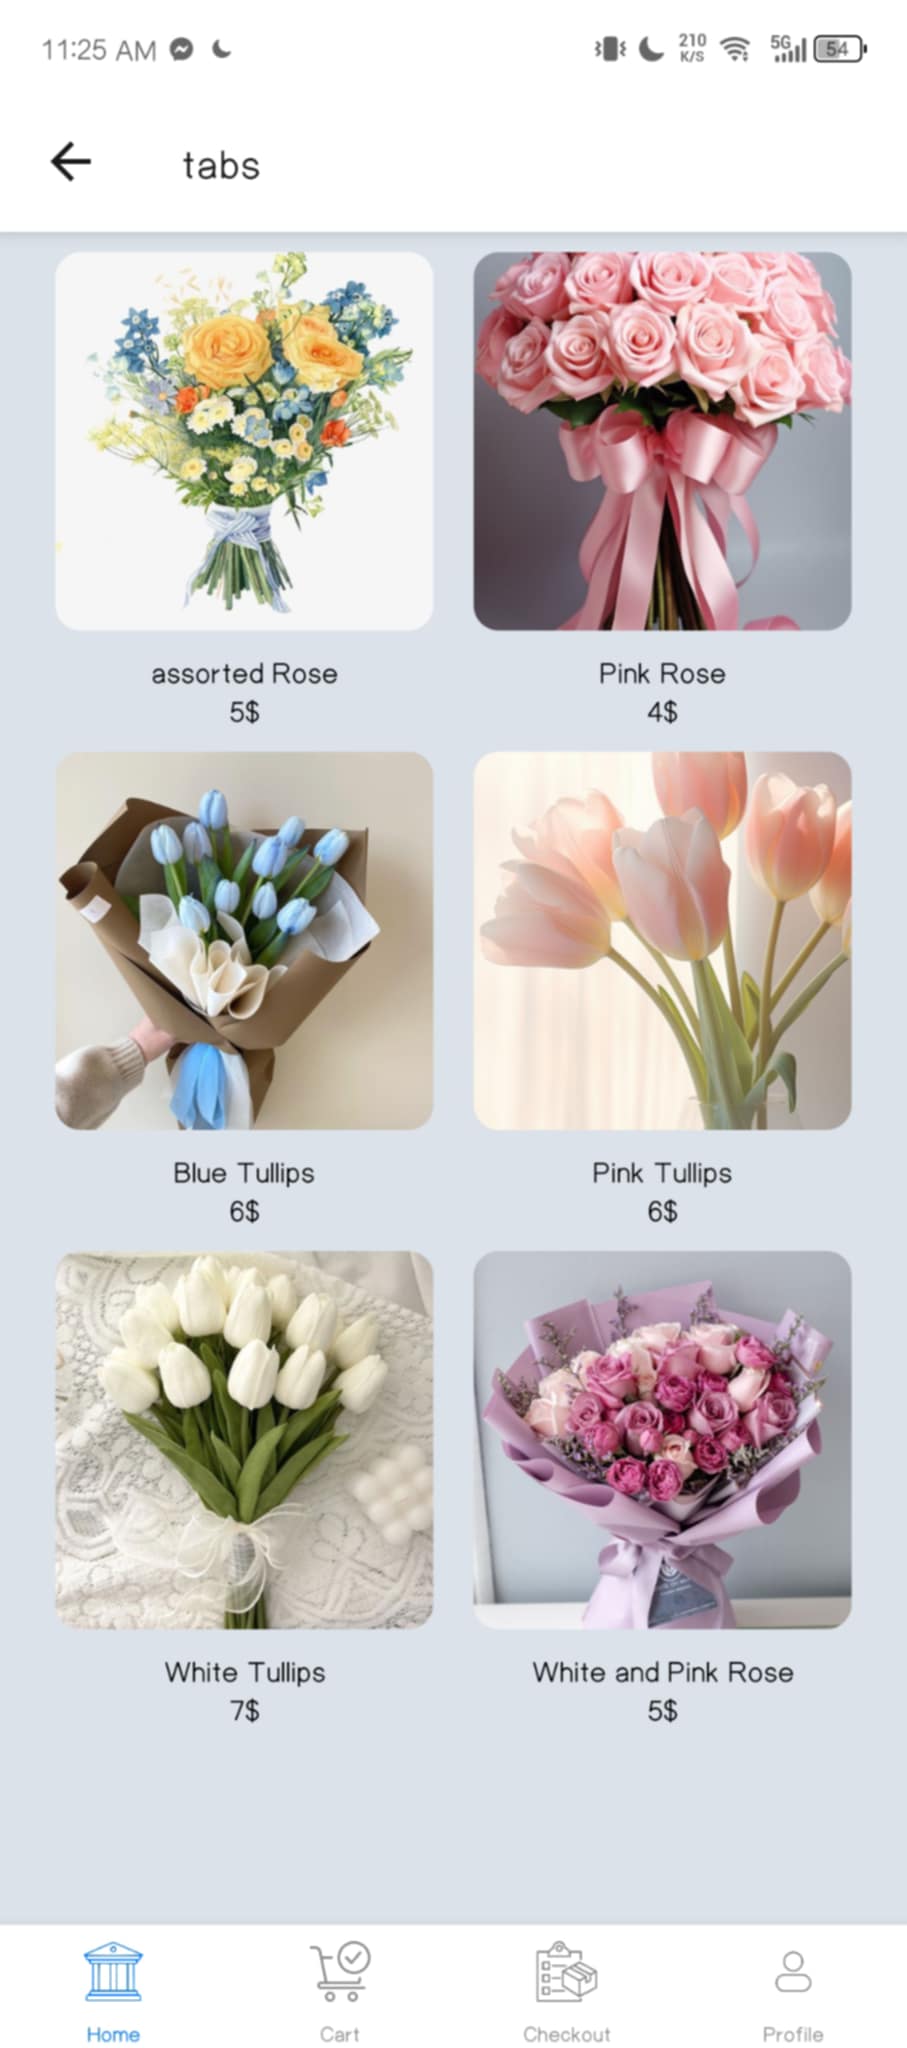 11:25 AM
210
K/S
5G
54
tabs
assorted Rose
5$
Pink Rose
4$
Blue Tullips
6$
Pink Tullips
6$
White Tullips
7$
White and Pink Rose
5$
Home
Cart
Checkout
Profile